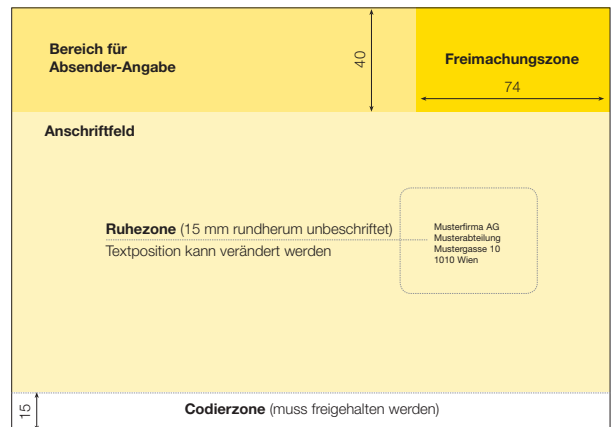 Bereich für
Absender-Angabe
40
Freimachungszone
74
Anschriftfeld
Ruhezone (15 mm rundherum unbeschriftet)
Textposition kann verändert werden
Musterfirma AG
Musterabteilung
Mustergasse 10
1010 Wien
15
Codierzone (muss freigehalten werden)